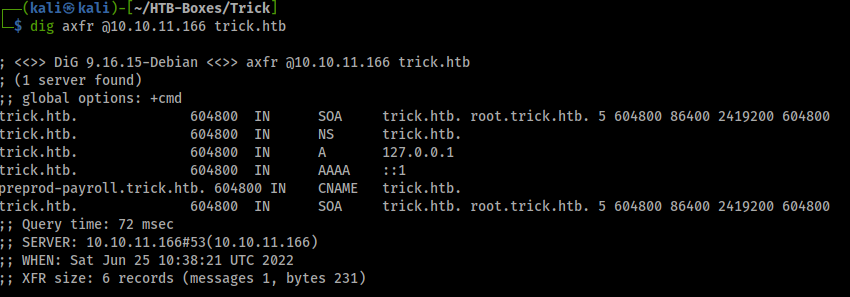 ┌──(kali㉿kali)-[~/HTB-Boxes/Trick]
└─$ dig axfr @10.10.11.166 trick.htb
; <<>> DiG 9.16.15-Debian <<>> axfr @10.10.11.166 trick.htb
; (1 server found)
;; global options: +cmd
trick.htb. 604800 IN SOA trick.htb. root.trick.htb. 5 604800 86400 2419200 604800
trick.htb. 604800 IN NS trick.htb.
trick.htb. 604800 IN A 127.0.0.1
trick.htb. 604800 IN AAAA ::1
preprod-payroll.trick.htb. 604800 IN CNAME trick.htb.
trick.htb. 604800 IN SOA trick.htb. root.trick.htb. 5 604800 86400 2419200 604800
;; Query time: 72 msec
;; SERVER: 10.10.11.166#53(10.10.11.166)
;; WHEN: Sat Jun 25 10:38:21 UTC 2022
;; XFR size: 6 records (messages 1, bytes 231)